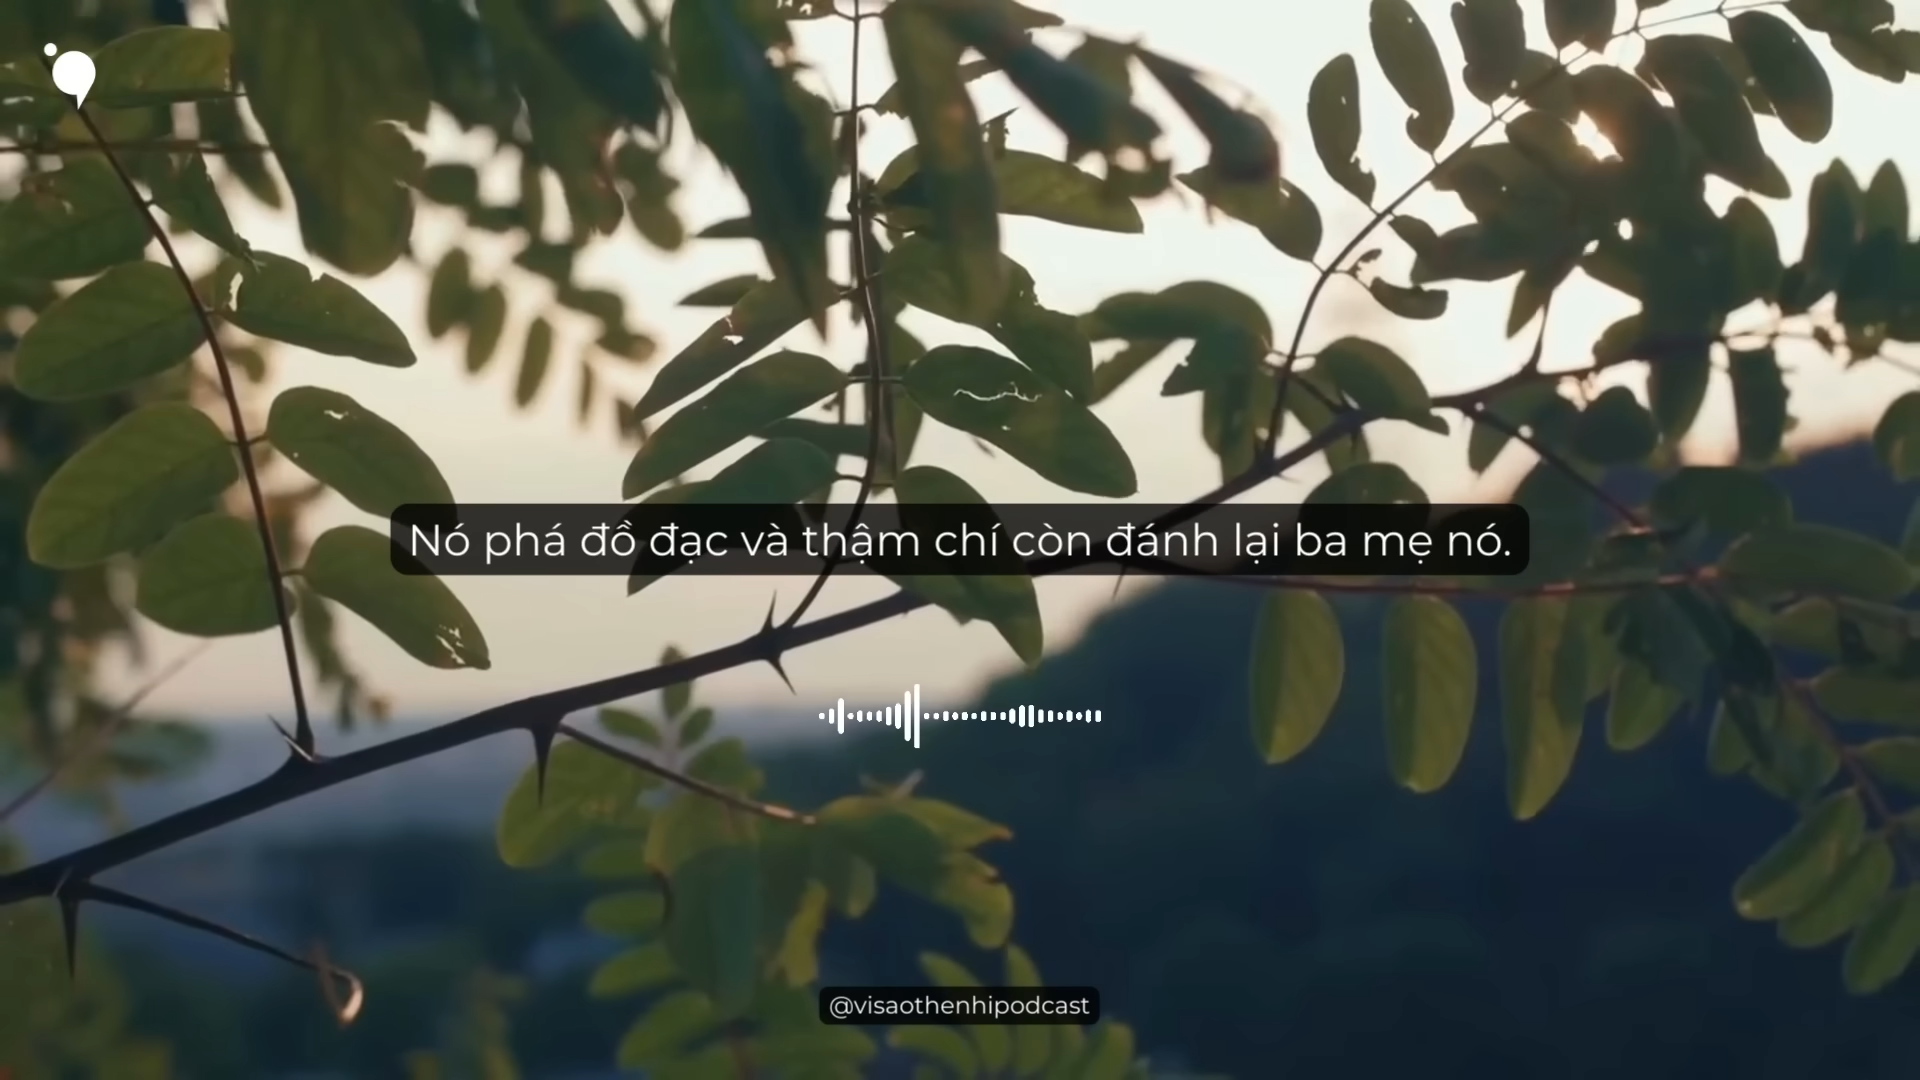 Nó phá đồ đạc và thậm chí còn đánh lại ba mẹ nó.
@visaothenhipodcast